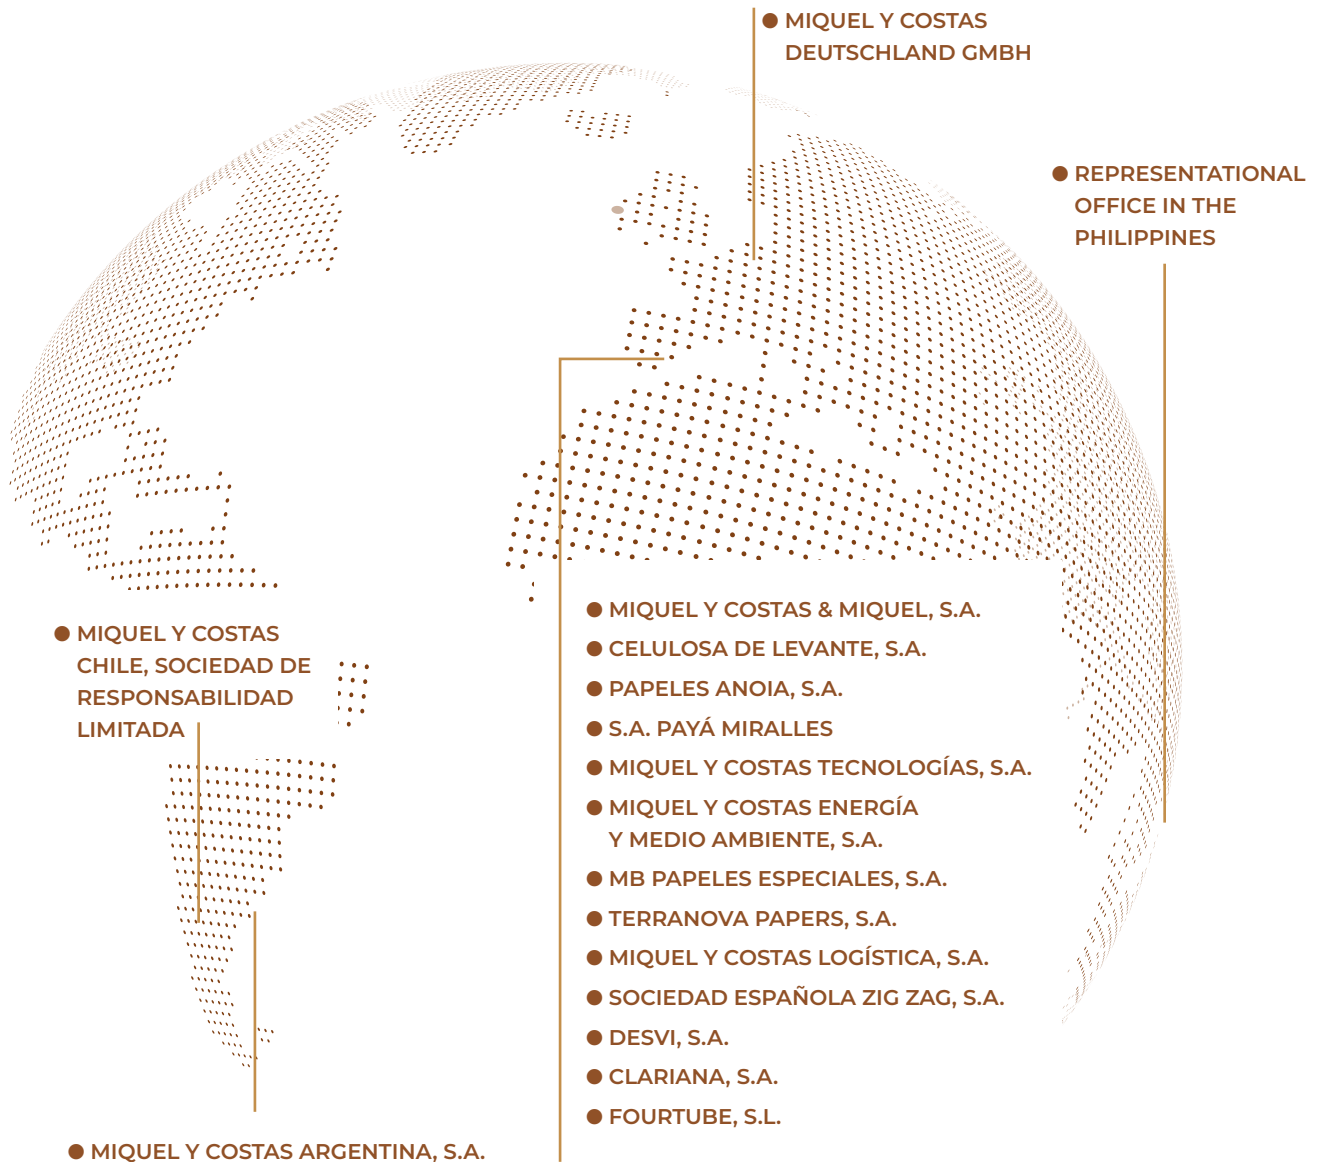 ● MIQUEL Y COSTAS
DEUTSCHLAND GMBH
● REPRESENTATIONAL
OFFICE IN THE
PHILIPPINES
● MIQUEL Y COSTAS
CHILE, SOCIEDAD DE
RESPONSABILIDAD
LIMITADA
● MIQUEL Y COSTAS & MIQUEL, S.A.
● CELULOSA DE LEVANTE, S.A.
● PAPELES ANOIA, S.A.
● S.A. PAYÁ MIRALLES
● MIQUEL Y COSTAS TECNOLOGÍAS, S.A.
● MIQUEL Y COSTAS ENERGÍA
Y MEDIO AMBIENTE, S.A.
● MB PAPELES ESPECIALES, S.A.
● TERRANOVA PAPERS, S.A.
● MIQUEL Y COSTAS LOGÍSTICA, S.A.
● SOCIEDAD ESPAÑOLA ZIG ZAG, S.A.
● DESVI, S.A.
● CLARIANA, S.A.
● FOURTUBE, S.L.
● MIQUEL Y COSTAS ARGENTINA, S.A.